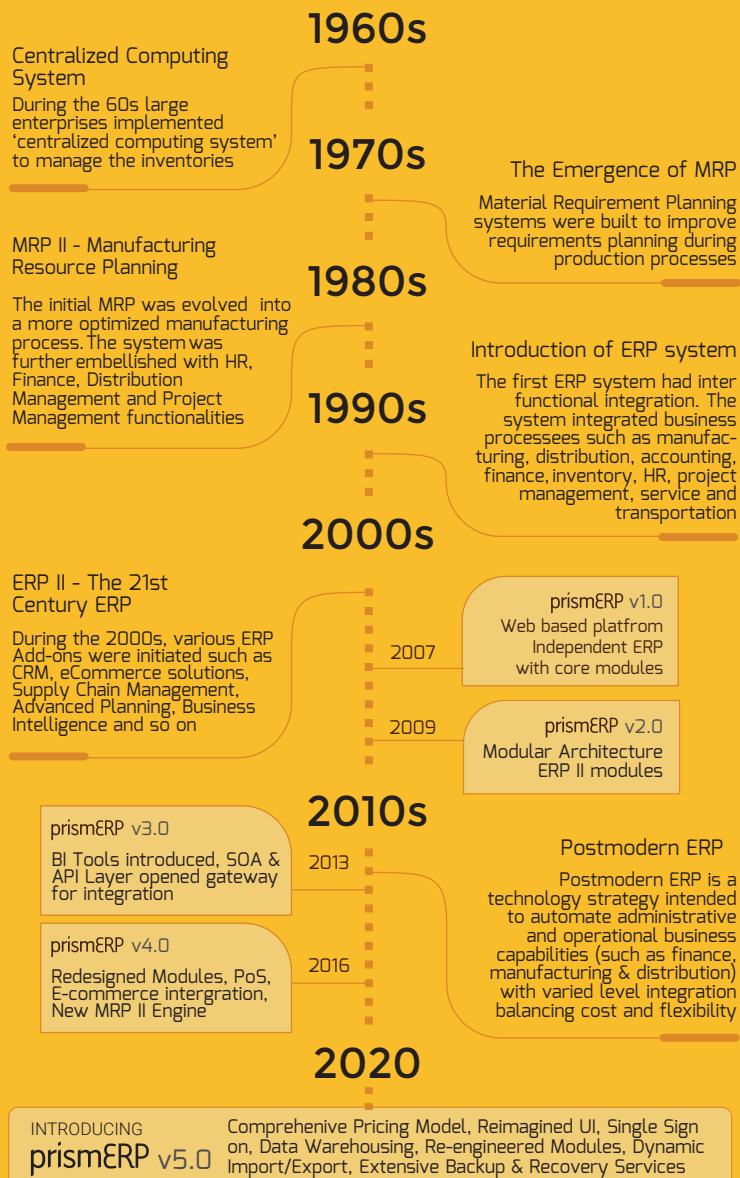 1960s
Centralized Computing
System
During the 60s large
enterprises implemented
‘centralized computing system’
to manage the inventories
1970s
The Emergence of MRP
Material Requirement Planning
systems were built to improve
requirements planning during
production processes
MRP II - Manufacturing
Resource Planning
The initial MRP was evolved into
a more optimized manufacturing
process. The system was
further embellished with HR,
Finance, Distribution
Management and Project
Management functionalities
1980s
Introduction of ERP system
The first ERP system had inter
functional integration. The
system integrated business
processees such as manufac-
turing, distribution, accounting,
finance, inventory, HR, project
management, service and
transportation
1990s
2000s
ERP II - The 21st
Century ERP
During the 2000s, various ERP
Add-ons were initiated such as
CRM, eCommerce solutions,
Supply Chain Management,
Advanced Planning, Business
Intelligence and so on
2007
prismERP v1.0
Web based platfrom
Independent ERP
with core modules
2009
prismERP v2.0
Modular Architecture
ERP II modules
2010s
prismERP v3.0
BI Tools introduced, SOA &
API Layer opened gateway
for integration
2013
Postmodern ERP
Postmodern ERP is a
technology strategy intended
to automate administrative
and operational business
capabilities (such as finance,
manufacturing & distribution)
with varied level integration
balancing cost and flexibility
prismERP v4.0
Redesigned Modules, PoS,
E-commerce intergration,
New MRP II Engine
2016
2020
INTRODUCING
prismERP v5.0
Comprehenive Pricing Model, Reimagined UI, Single Sign
on, Data Warehousing, Re-engineered Modules, Dynamic
Import/Export, Extensive Backup & Recovery Services